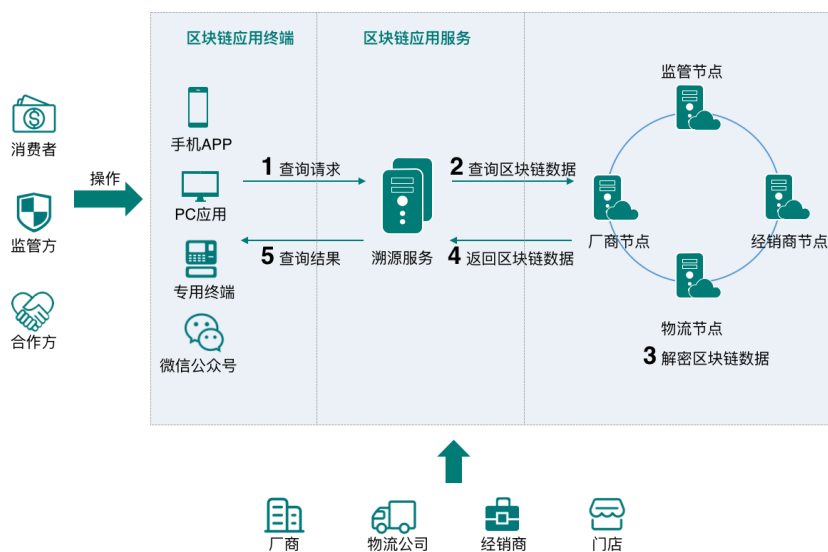 区块链应用终端
区块链应用服务
消费者
监管方
合作方
操作
手机APP
PC应用
专用终端
微信公众号
1 查询请求
5 查询结果
溯源服务
2 查询区块链数据
4 返回区块链数据
监管节点
厂商节点
经销商节点
物流节点
3 解密区块链数据
厂商
物流公司
经销商
门店